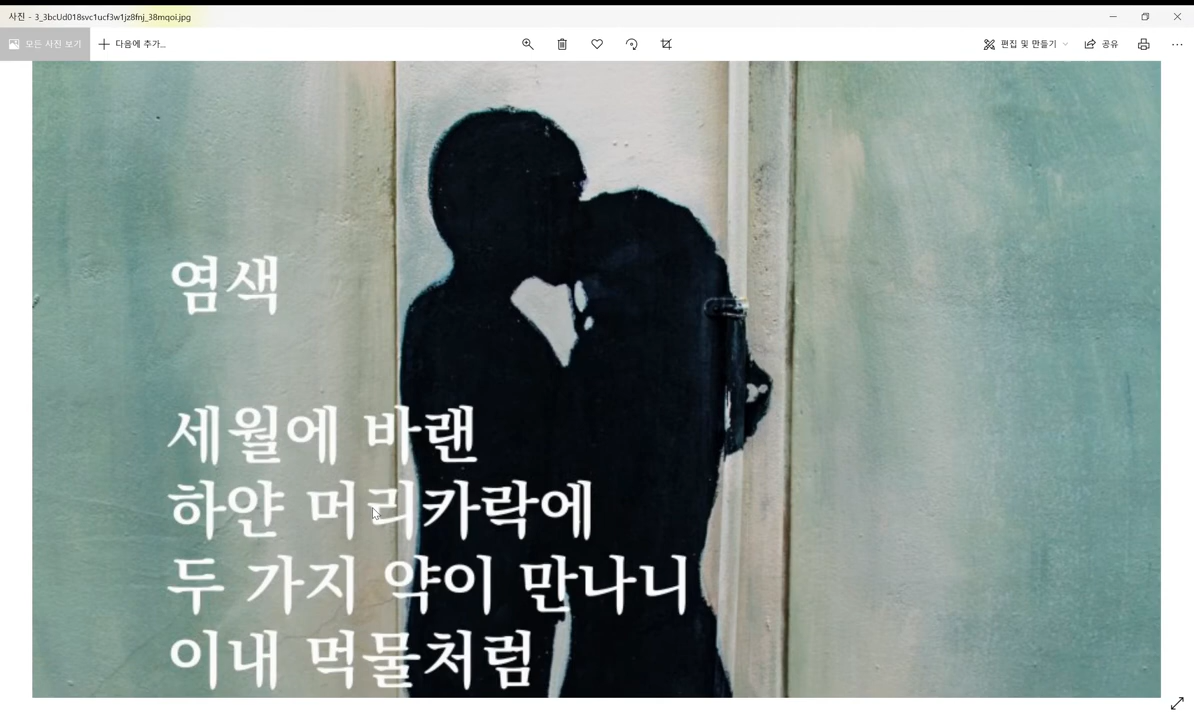 사진 - 3_3bcUd018svc1ucf3w1jz8fnj_38mqoi.jpg
모든 사진 보기
다음에 추가...
편집 및 만들기
공유
염색
세월에 바랜
하얀 머리카락에
두 가지 약이 만나니
이내 먹물처럼